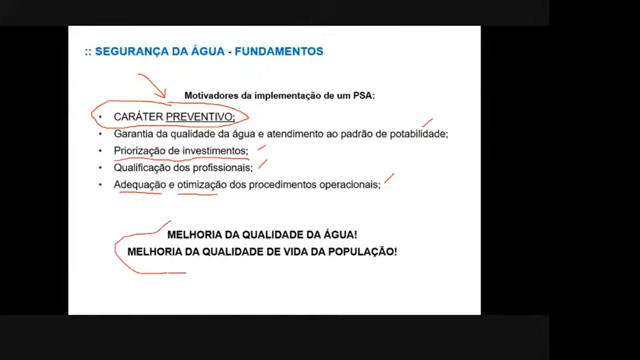 :: SEGURANÇA DA ÁGUA - FUNDAMENTOS
Motivadores da implementação de um PSA:
• CARÁTER PREVENTIVO;
• Garantia da qualidade da água e atendimento ao padrão de potabilidade;
• Priorização de investimentos;
• Qualificação dos profissionais;
• Adequação e otimização dos procedimentos operacionais;
MELHORIA DA QUALIDADE DA ÁGUA!
MELHORIA DA QUALIDADE DE VIDA DA POPULAÇÃO!